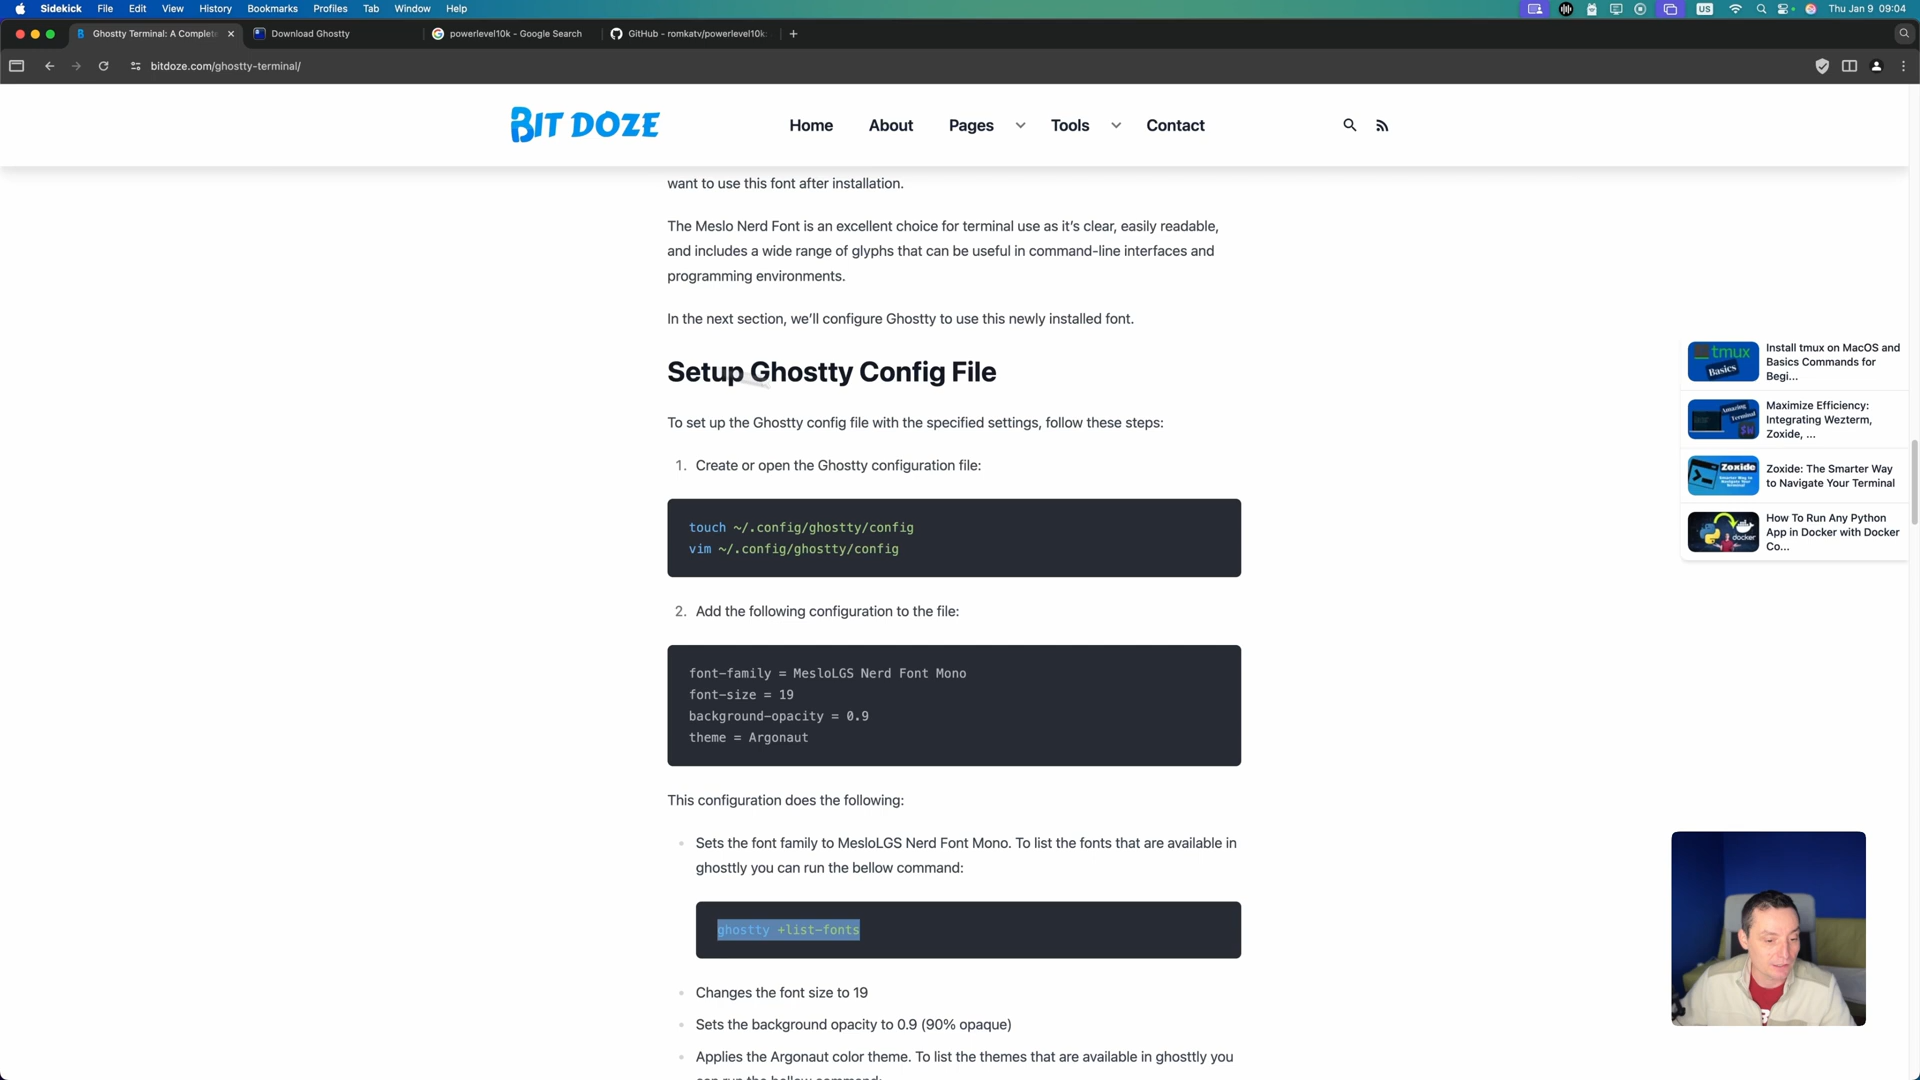 Sidekick File Edit View History Bookmarks Profiles Tab Window Help
US
Thu Jan 9 09:04
Ghostty Terminal: A Complet
Download Ghostty
powerlevel10k - Google Search
GitHub - romkatv/powerlevel10k:
bitdoze.com/ghostty-terminal/
BIT DOZE
Home About Pages Tools Contact
want to use this font after installation.
The Meslo Nerd Font is an excellent choice for terminal use as it's clear, easily readable,
and includes a wide range of glyphs that can be useful in command-line interfaces and
programming environments.
In the next section, we'll configure Ghostty to use this newly installed font.
Setup Ghostty Config File
To set up the Ghostty config file with the specified settings, follow these steps:
1. Create or open the Ghostty configuration file:
touch ~/.config/ghostty/config
vim ~/.config/ghostty/config
2. Add the following configuration to the file:
font-family = MesloLGS Nerd Font Mono
font-size = 19
background-opacity = 0.9
theme = Argonaut
This configuration does the following:
Sets the font family to MesloLGS Nerd Font Mono. To list the fonts that are available in
ghostly you can run the bellow command:
ghostty +list-fonts
Changes the font size to 19
Sets the background opacity to 0.9 (90% opaque)
Applies the Argonaut color theme. To list the themes that are available in ghostly you
can run the bellow command:
tmux
Basics
Install tmux on MacOS and
Basics Commands for
Begi...
Amazing
Terminal
Maximize Efficiency:
Integrating Wezterm,
Zoxide, ...
Zoxide
Zoxide: The Smarter Way
to Navigate Your Terminal
docker
How To Run Any Python
App in Docker with Docker
Co...